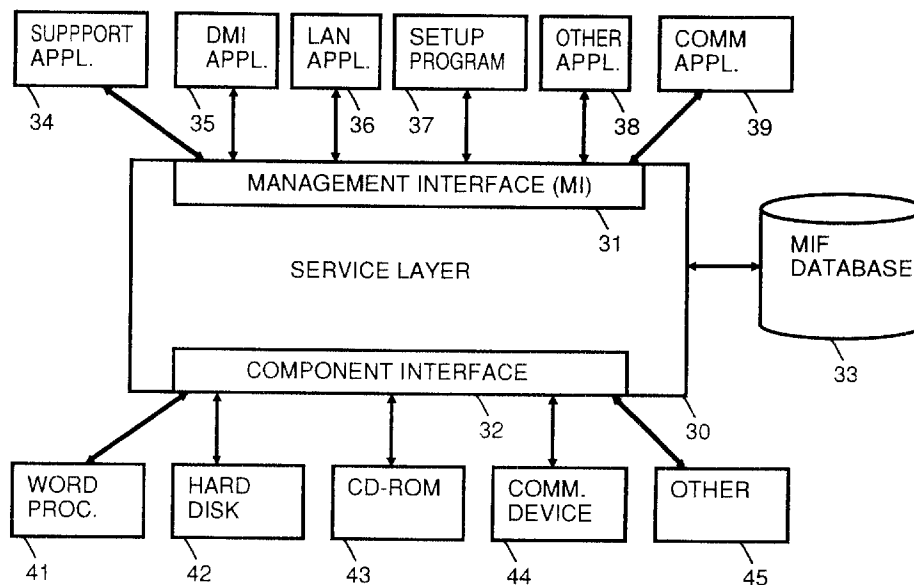 SUPPPORT
APPL.
DMI
APPL.
LAN
APPL.
SETUP
PROGRAM
OTHER
APPL.
COMM
APPL.
34
35
36
37
38
39
MANAGEMENT INTERFACE (MI)
31
SERVICE LAYER
MIF
DATABASE
33
COMPONENT INTERFACE
32
30
WORD
PROC.
HARD
DISK
CD-ROM
COMM.
DEVICE
OTHER
41
42
43
44
45